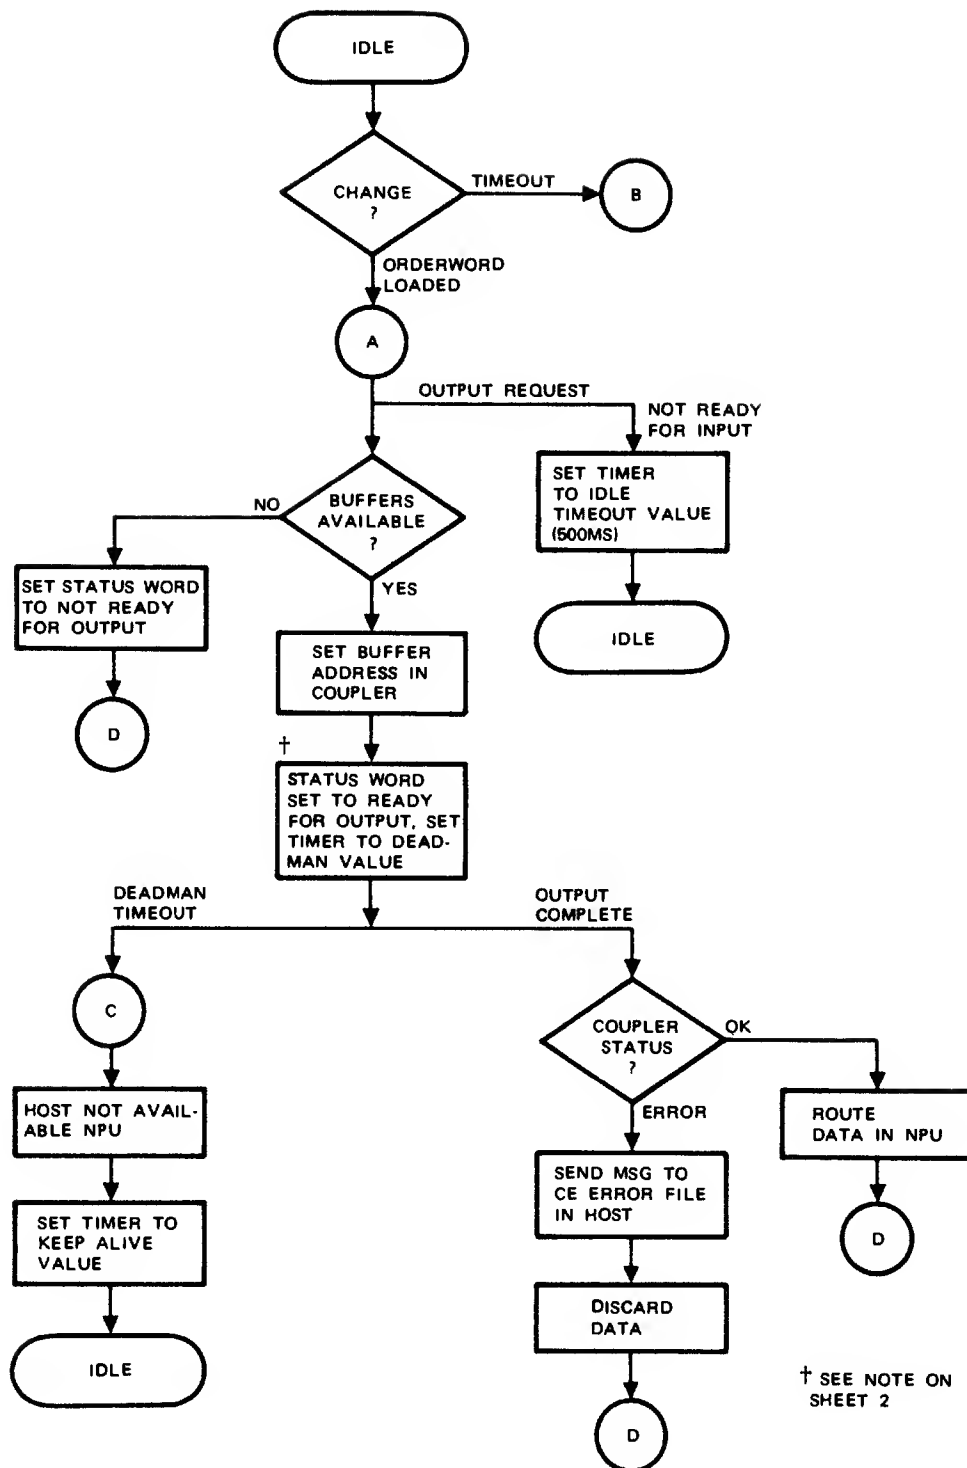 IDLE
CHANGE
?
TIMEOUT
B
ORDERWORD
LOADED
A
OUTPUT REQUEST
NOT READY
FOR INPUT
SET TIMER
TO IDLE
TIMEOUT VALUE
(500MS)
IDLE
BUFFERS
AVAILABLE
?
NO
YES
SET STATUS WORD
TO NOT READY
FOR OUTPUT
D
SET BUFFER
ADDRESS IN
COUPLER
†
STATUS WORD
SET TO READY
FOR OUTPUT, SET
TIMER TO DEAD-
MAN VALUE
DEADMAN
TIMEOUT
OUTPUT
COMPLETE
C
HOST NOT AVAIL-
ABLE NPU
SET TIMER TO
KEEP ALIVE
VALUE
IDLE
COUPLER
STATUS
?
OK
ERROR
ROUTE
DATA IN NPU
D
SEND MSG TO
CE ERROR FILE
IN HOST
DISCARD
DATA
D
† SEE NOTE ON
SHEET 2